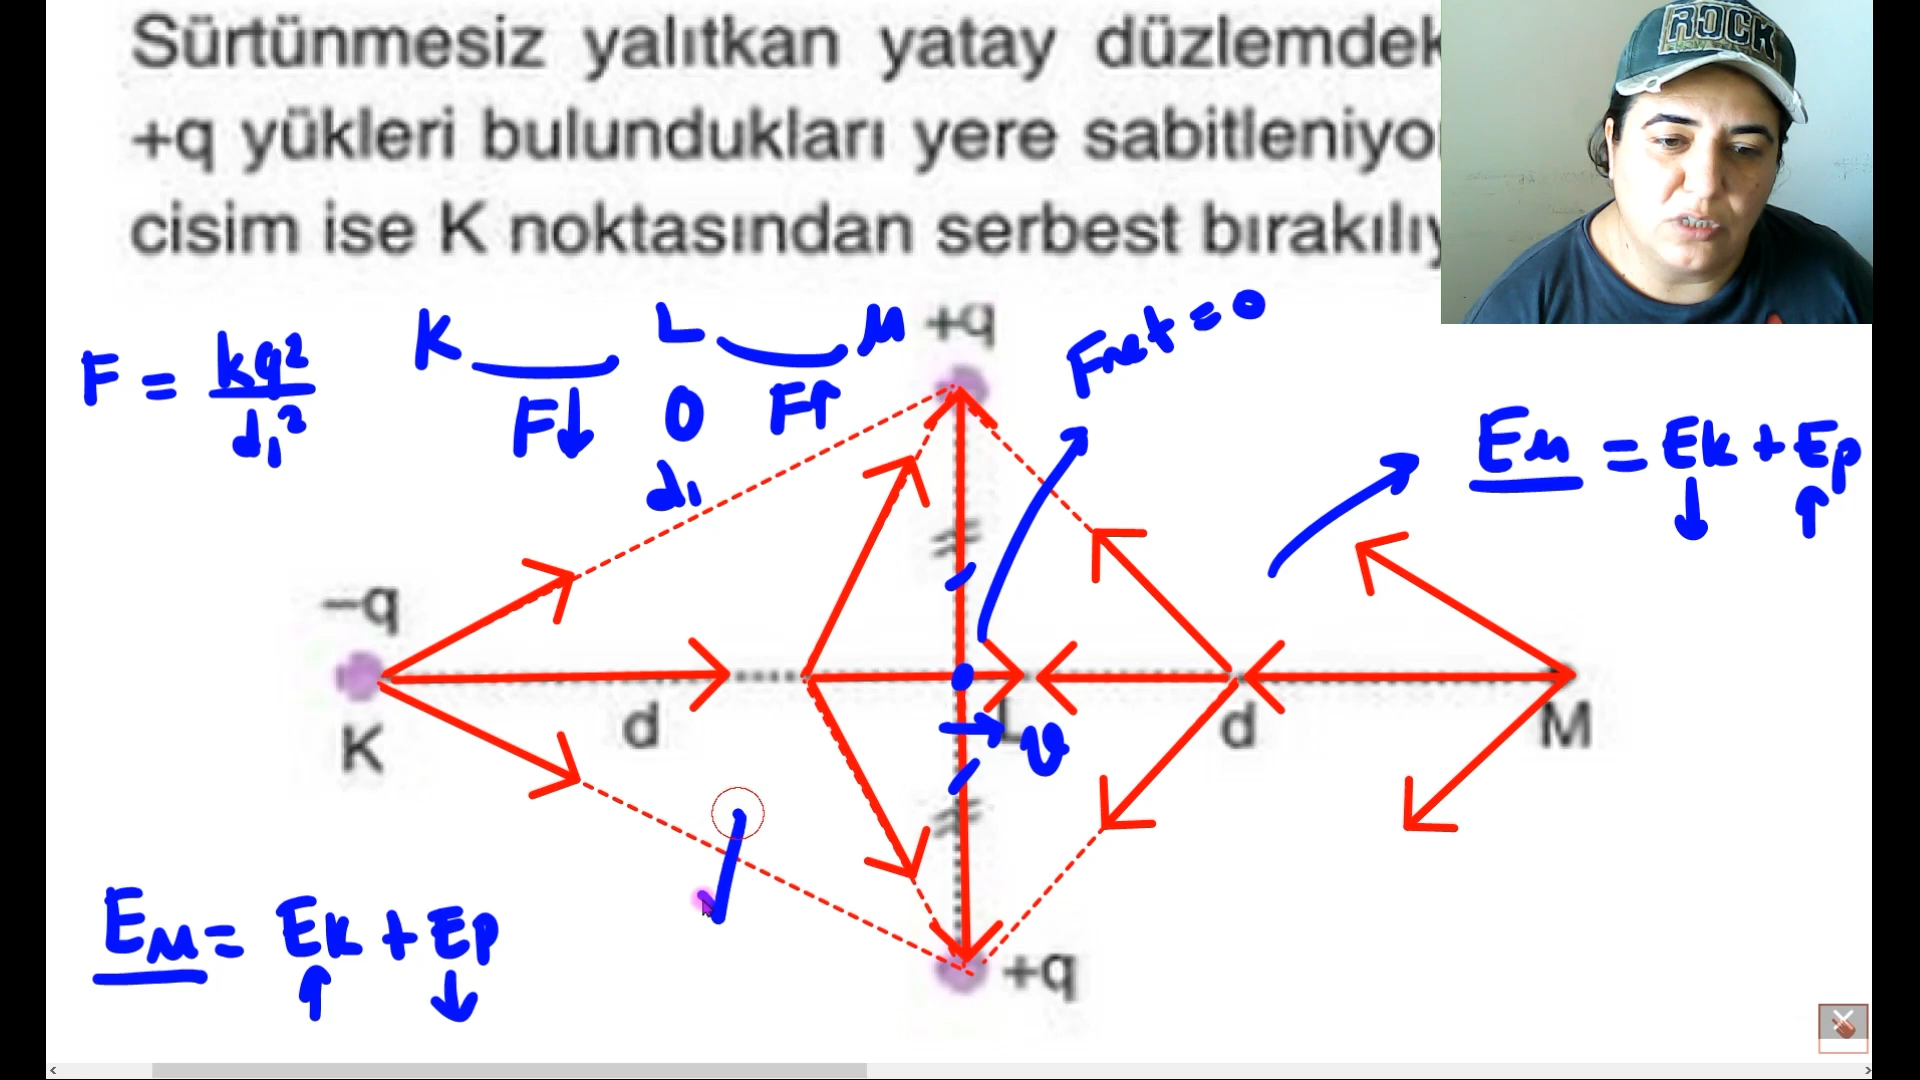 Sürtünmesiz yalıtkan yatay düzlemdek
+q yükleri bulundukları yere sabitleniyo
cisim ise K noktasından serbest bırakılıy
ROCK
F = kq²/d₁²
K L M
F↓ 0 F↑
d₁
+q
Fnet = 0
EM = Ek + Ep
↓ ↑
−q
K d L d M
v
+q
EM = Ek + Ep
↑ ↓